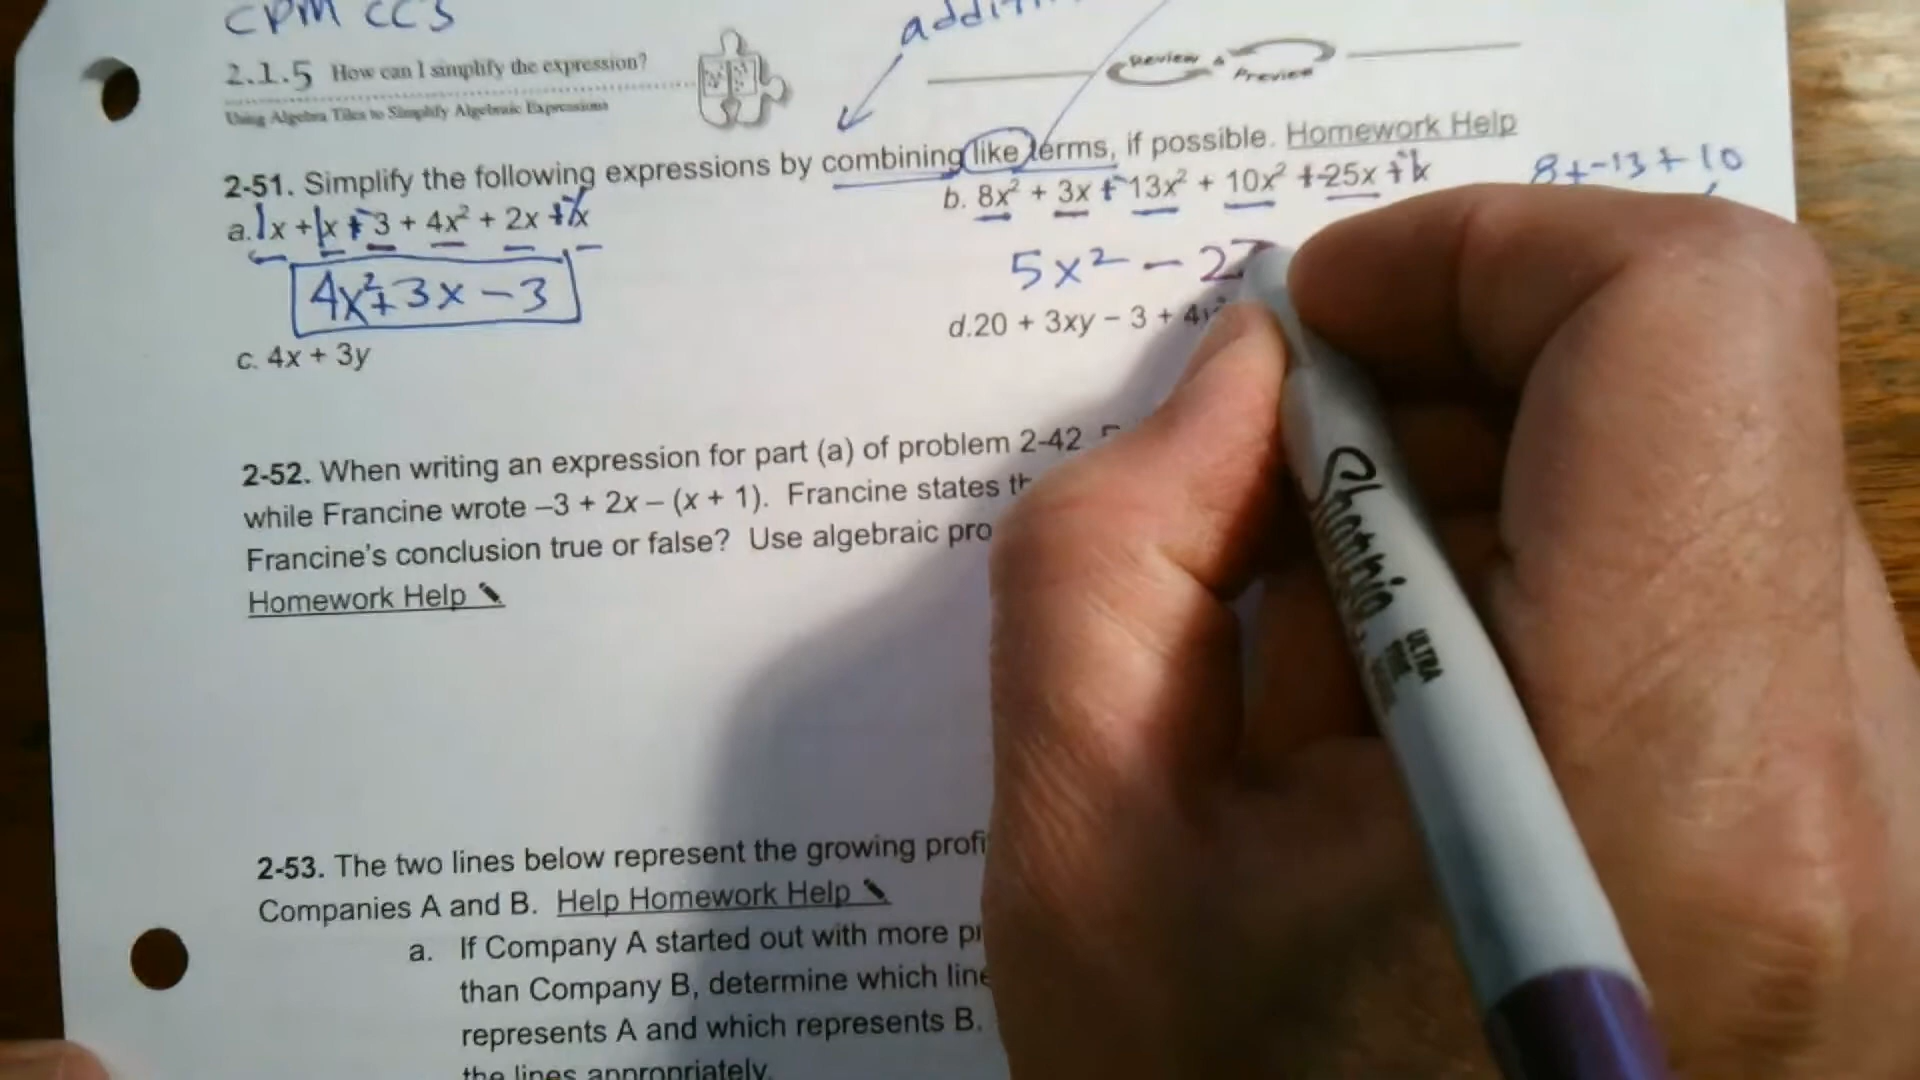 CPM CC3
2.1.5 How can I simplify the expression?
Using Algebra Tiles to Simplify Algebraic Expressions
Review & Preview
2-51. Simplify the following expressions by combining like terms, if possible. Homework Help
a. 1x + 1x + -3 + 4x² + 2x + -1x
4x² + 3x - 3
b. 8x² + 3x + -13x² + 10x² + -25x + -1x
8 + -13 + 10
5x² - 2
c. 4x + 3y
d.20 + 3xy – 3 +
2-52. When writing an expression for part (a) of problem 2-42
while Francine wrote –3 + 2x – (x + 1). Francine states
Francine's conclusion true or false? Use algebraic
Homework Help
2-53. The two lines below represent the growing
Companies A and B. Help Homework Help
a. If Company A started out with more
than Company B, determine which
represents A and which represents B.
the lines appropriately.
Sharpie
ULTRA
FINE